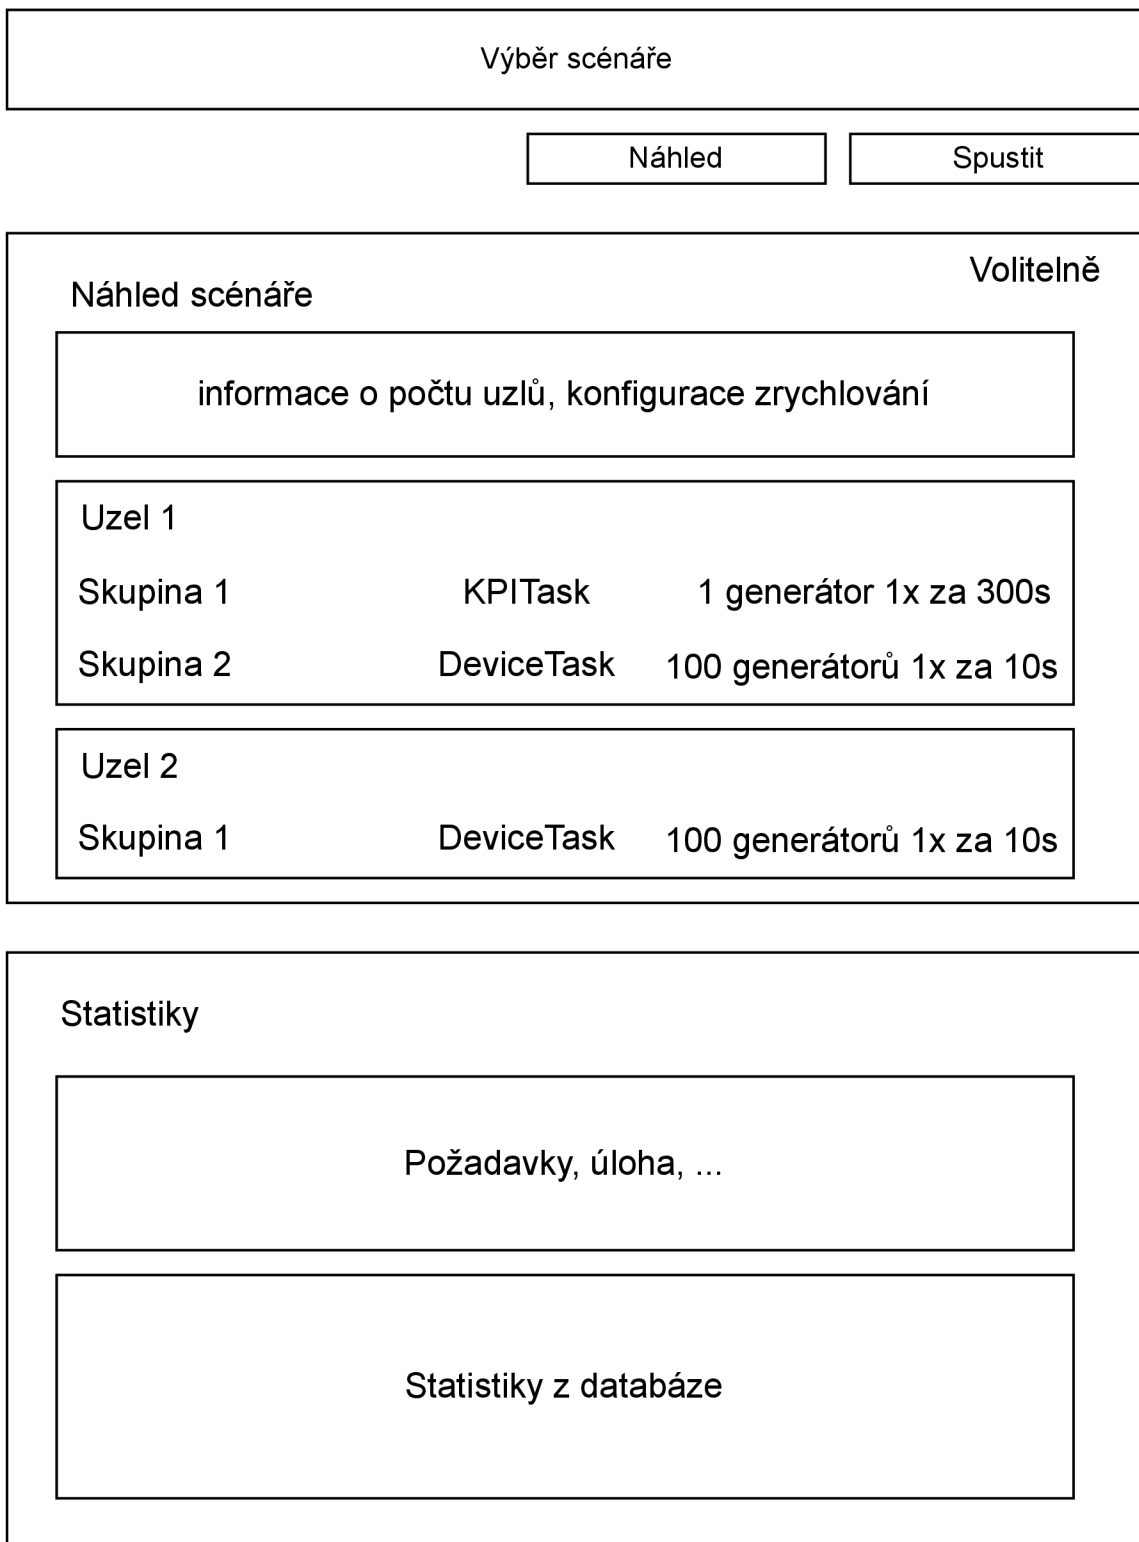 Výběr scénáře
Náhled
Spustit
Volitelně
Náhled scénáře
informace o počtu uzlů, konfigurace zrychlování
Uzel 1
Skupina 1 KPITask 1 generátor 1x za 300s
Skupina 2 DeviceTask 100 generátorů 1x za 10s
Uzel 2
Skupina 1 DeviceTask 100 generátorů 1x za 10s
Statistiky
Požadavky, úloha, ...
Statistiky z databáze